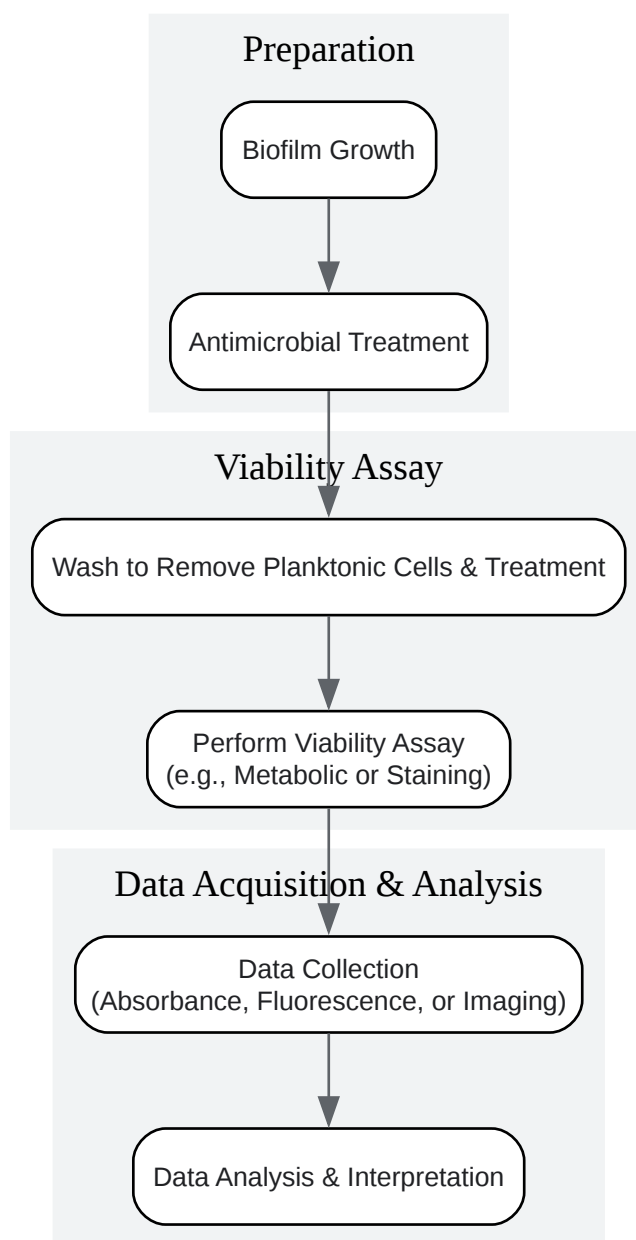 Preparation
Biofilm Growth
Antimicrobial Treatment
Viability Assay
Wash to Remove Planktonic Cells & Treatment
Perform Viability Assay
(e.g., Metabolic or Staining)
Data Acquisition & Analysis
Data Collection
(Absorbance, Fluorescence, or Imaging)
Data Analysis & Interpretation